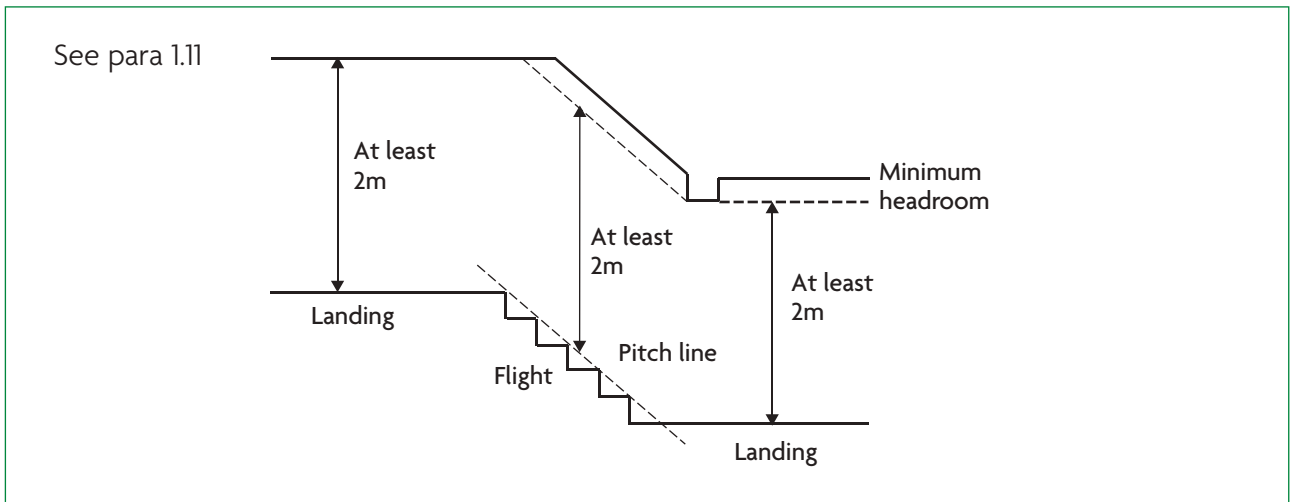 See para 1.11
At least
2m
Minimum
headroom
At least
2m
At least
2m
Landing
Pitch line
Flight
Landing